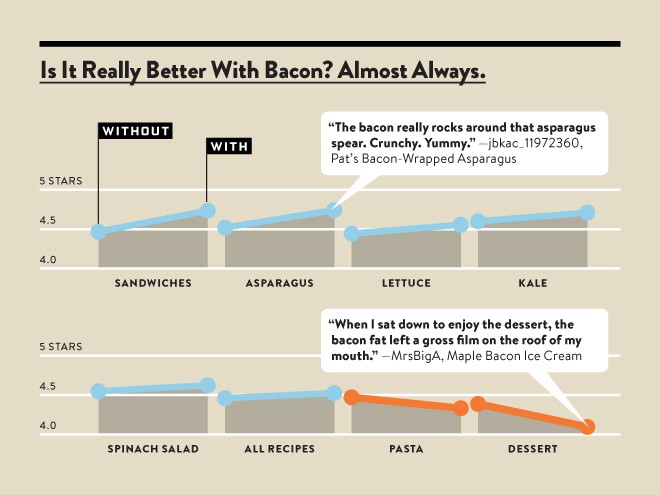 Is It Really Better With Bacon? Almost Always.
WITHOUT
WITH
“The bacon really rocks around that asparagus
spear. Crunchy. Yummy.” —jbkac_11972360,
Pat’s Bacon-Wrapped Asparagus
5 STARS
4.5
4.0
SANDWICHES
ASPARAGUS
LETTUCE
KALE
“When I sat down to enjoy the dessert, the
bacon fat left a gross film on the roof of my
mouth.” —MrsBigA, Maple Bacon Ice Cream
5 STARS
4.5
4.0
SPINACH SALAD
ALL RECIPES
PASTA
DESSERT